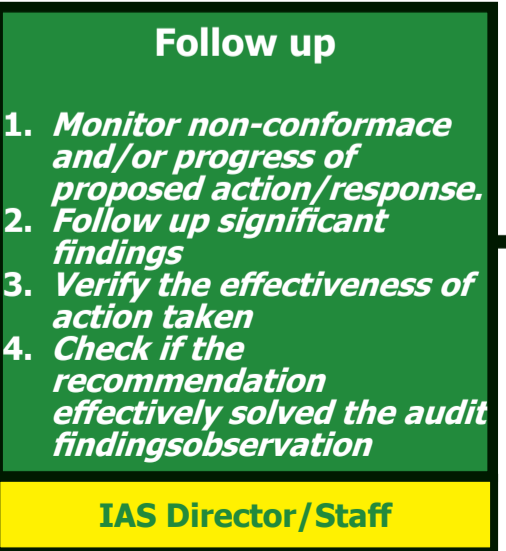 Follow up
1. Monitor non-conformace
and/or progress of
proposed action/response.
2. Follow up significant
findings
3. Verify the effectiveness of
action taken
4. Check if the
recommendation
effectively solved the audit
findingsobservation
IAS Director/Staff